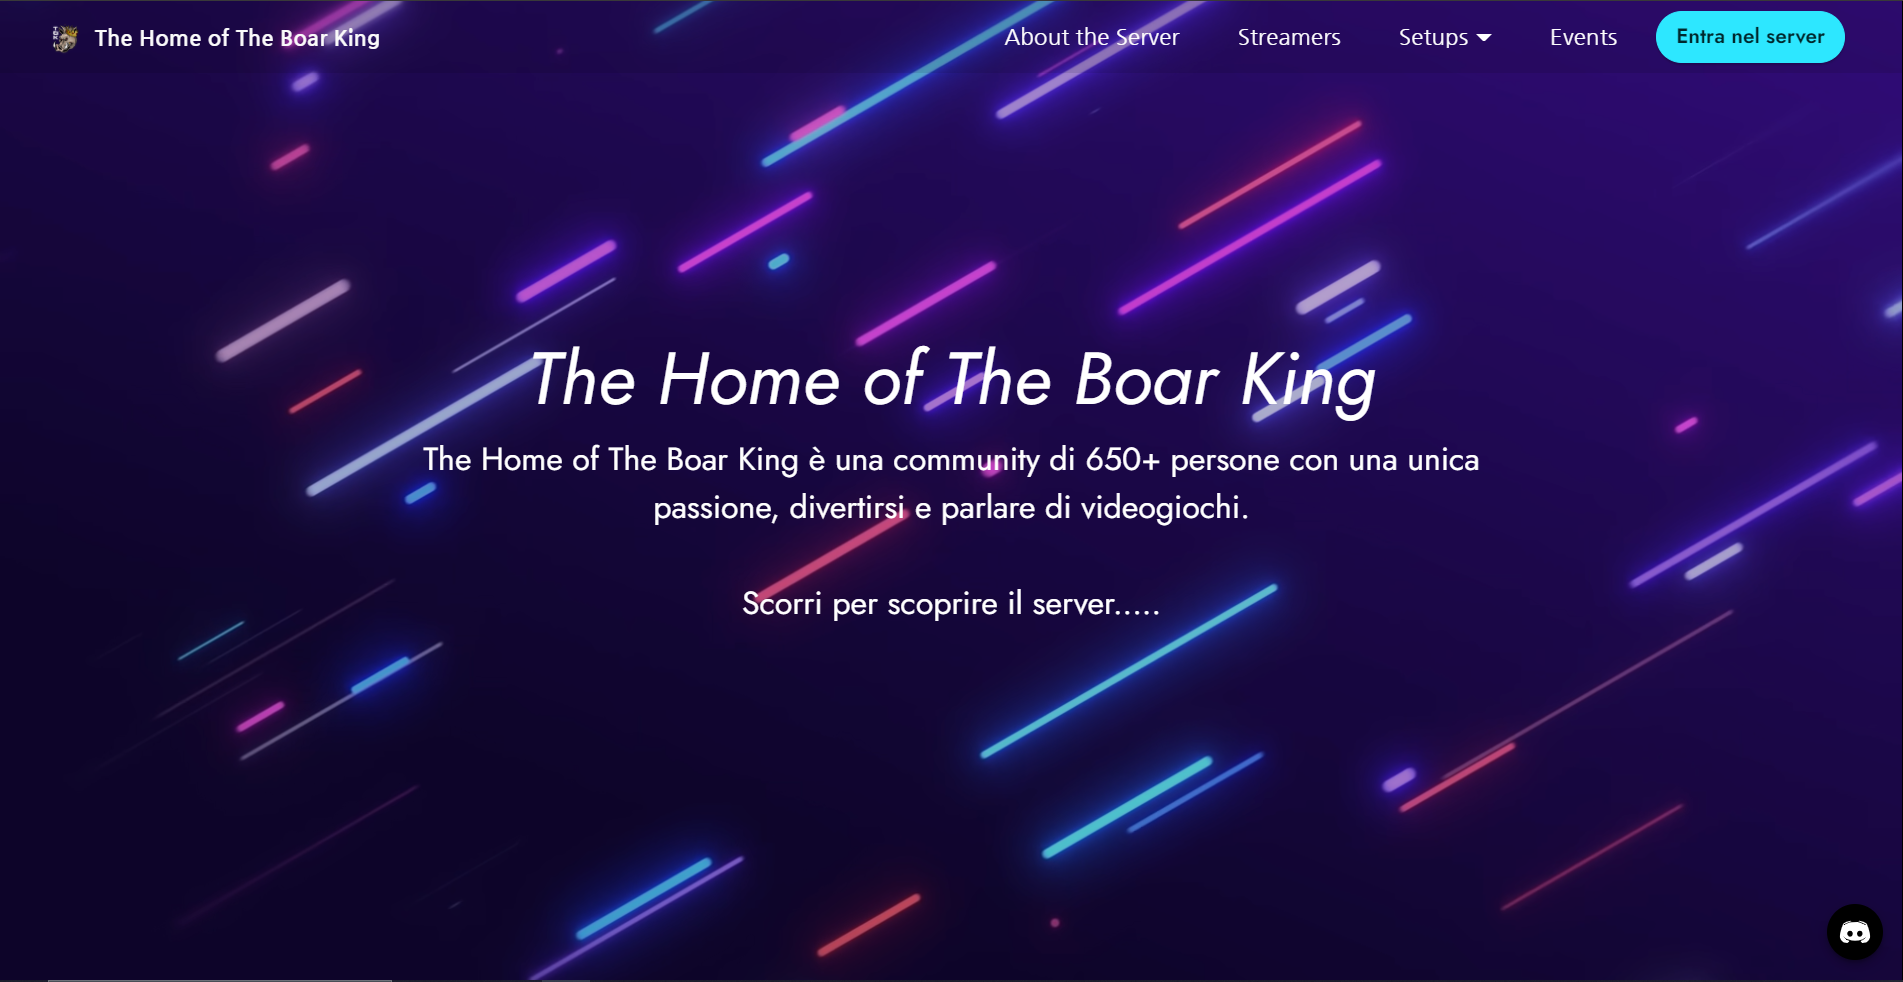 The Home of The Boar King
About the Server
Streamers
Setups
Events
Entra nel server
The Home of The Boar King
The Home of The Boar King è una community di 650+ persone con una unica
passione, divertirsi e parlare di videogiochi.
Scorri per scoprire il server.....